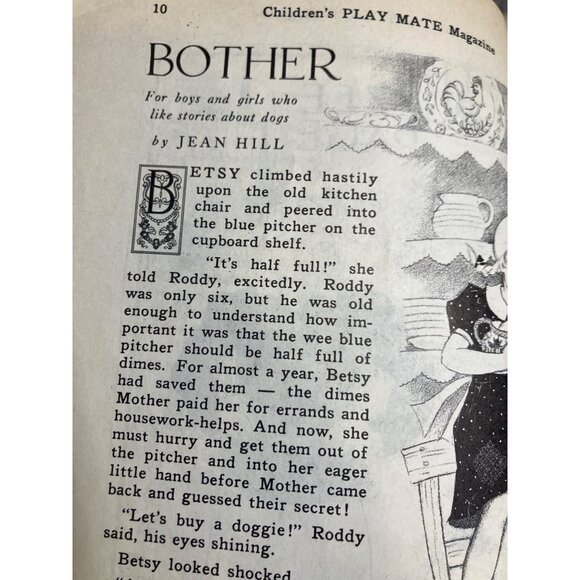 10
Children's PLAY MATE Magazine
BOTHER
For boys and girls who
like stories about dogs
by JEAN HILL
BETSY climbed hastily
upon the old kitchen
chair and peered into
the blue pitcher on the
cupboard shelf.
"It's half full!" she
told Roddy, excitedly. Roddy
was only six, but he was old
enough to understand how im-
portant it was that the wee blue
pitcher should be half full of
dimes. For almost a year, Betsy
had saved them — the dimes
Mother paid her for errands and
housework-helps. And now, she
must hurry and get them out of
the pitcher and into her eager
little hand before Mother came
back and guessed their secret!
"Let's buy a doggie!" Roddy
said, his eyes shining.
Betsy looked shocked.